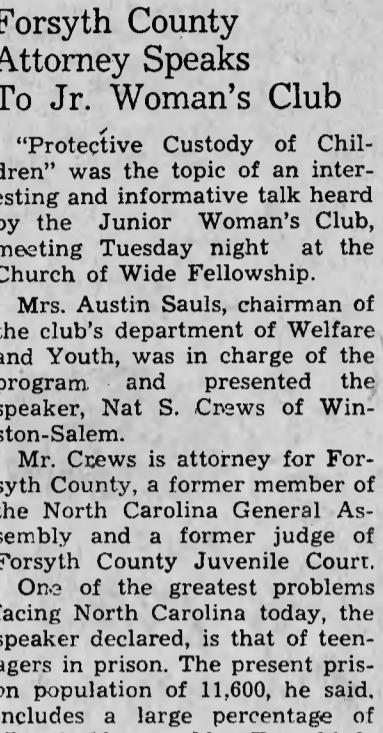 Forsyth County
Attorney Speaks
To Jr. Woman's Club
"Protective Custody of Chil-
dren" was the topic of an inter-
esting and informative talk heard
by the Junior Woman's Club,
meeting Tuesday night at the
Church of Wide Fellowship.
Mrs. Austin Sauls, chairman of
the club's department of Welfare
and Youth, was in charge of the
program and presented the
speaker, Nat S. Crews of Win-
ston-Salem.
Mr. Crews is attorney for For-
syth County, a former member of
the North Carolina General As-
sembly and a former judge of
Forsyth County Juvenile Court.
One of the greatest problems
facing North Carolina today, the
speaker declared, is that of teen-
agers in prison. The present pris-
on population of 11,600, he said,
includes a large percentage of